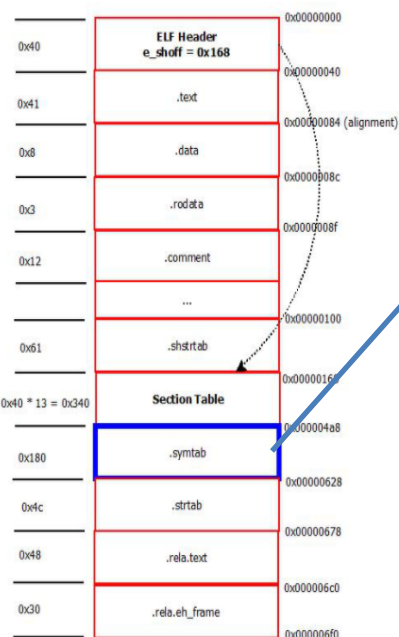 0x00000000
0x40
ELF Header
e_shoff = 0x168
0x00000040
0x41
.text
0x00000084 (alignment)
0x8
.data
0x0000008c
0x3
.rodata
0x0000008f
0x12
.comment
...
0x00000100
0x61
.shstrtab
0x40 * 13 = 0x340
Section Table
0x000004a8
0x180
.symtab
0x00000628
0x4c
.strtab
0x00000678
0x48
.rela.text
0x000006c0
0x30
.rela.eh_frame
0x000006f0